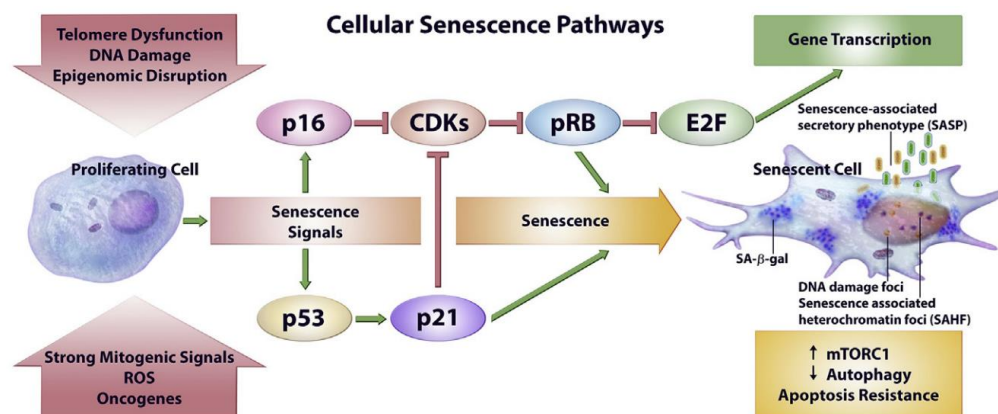 Cellular Senescence Pathways
Telomere Dysfunction
DNA Damage
Epigenomic Disruption
Gene Transcription
p16
CDKs
pRB
E2F
Senescence-associated
secretory phenotype (SASP)
Proliferating Cell
Senescence
Signals
Senescence
Senescent Cell
SA-β-gal
DNA damage foci
Senescence associated
heterochromatin foci (SAHF)
p53
p21
Strong Mitogenic Signals
ROS
Oncogenes
↑ mTORC1
↓ Autophagy
Apoptosis Resistance